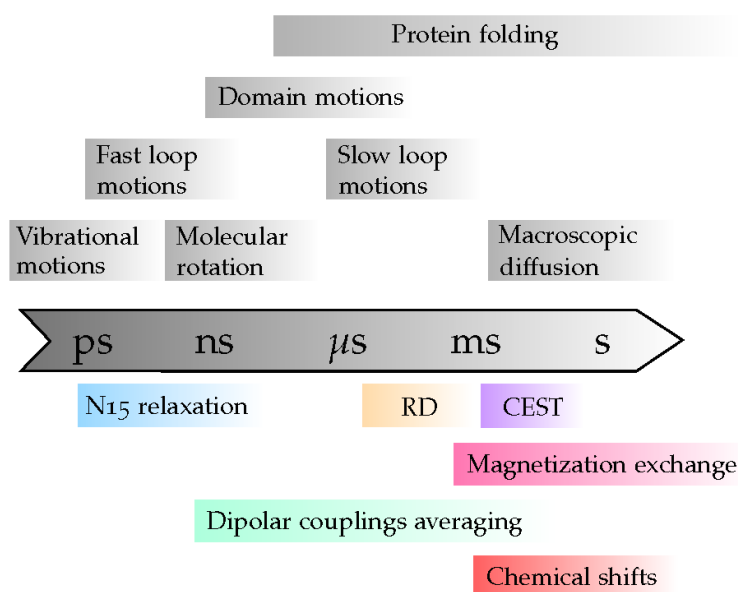 Protein folding
Domain motions
Fast loop
motions
Slow loop
motions
Vibrational
motions
Molecular
rotation
Macroscopic
diffusion
ps ns μs ms s
N15 relaxation RD CEST
Magnetization exchange
Dipolar couplings averaging
Chemical shifts